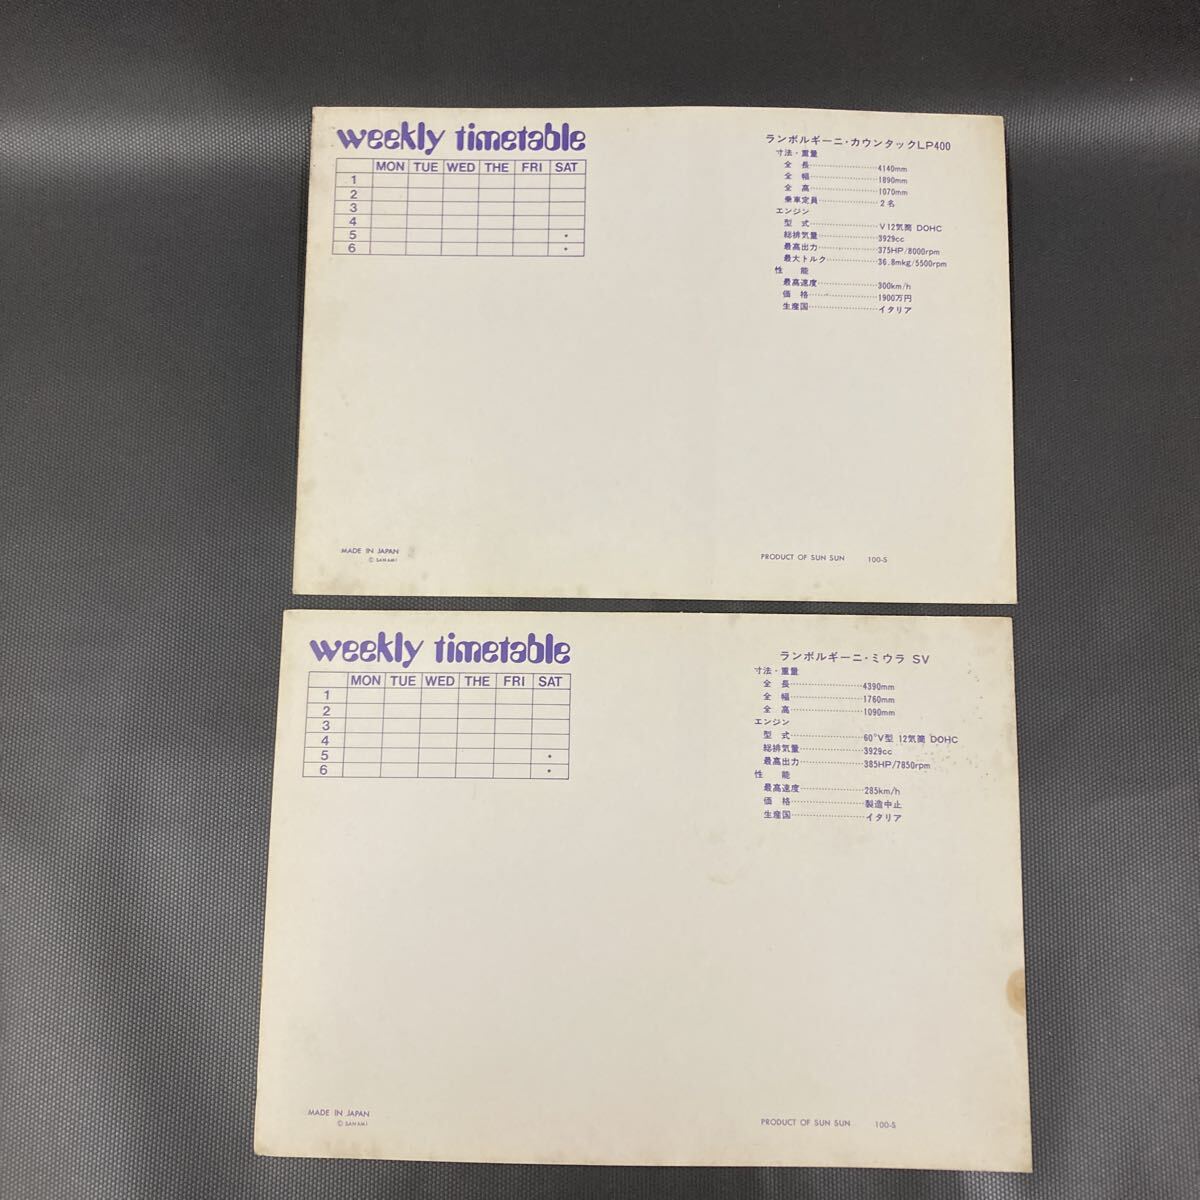 weekly timetable
MON TUE WED THE FRI SAT
1
2
3
4
5
6
ランボルギーニ・カウンタックLP400
寸法・重量
全長……………………4140mm
全幅……………………1890mm
全高……………………1070mm
乗車定員…………………2名
エンジン
型式……………………V12気筒 DOHC
総排気量…………………3929cc
最高出力…………………375HP/8000rpm
最大トルク………………36.8mkg/5500rpm
性能
最高速度…………………300km/h
価格……………………1900万円
生産国……………………イタリア
MADE IN JAPAN
© SANAMI
PRODUCT OF SUN SUN 100-S
weekly timetable
MON TUE WED THE FRI SAT
1
2
3
4
5
6
ランボルギーニ・ミウラ SV
寸法・重量
全長……………………4390mm
全幅……………………1760mm
全高……………………1090mm
エンジン
型式……………………60°V型 12気筒 DOHC
総排気量…………………3929cc
最高出力…………………385HP/7850rpm
性能
最高速度…………………285km/h
価格……………………製造中止
生産国……………………イタリア
MADE IN JAPAN
© SANAMI
PRODUCT OF SUN SUN 100-S